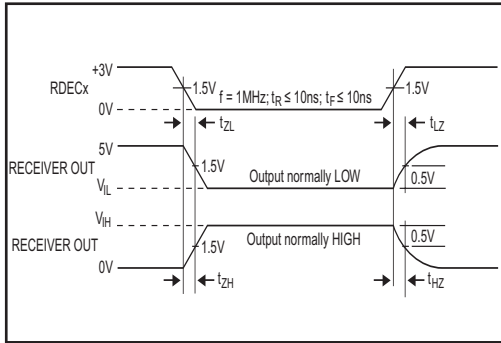 +3V
RDECx
1.5V
f = 1MHz; tR ≤ 10ns; tF ≤ 10ns
1.5V
0V
tZL
tLZ
5V
RECEIVER OUT
1.5V
Output normally LOW
0.5V
VIL
VIH
RECEIVER OUT
1.5V
Output normally HIGH
0.5V
0V
tZH
tHZ